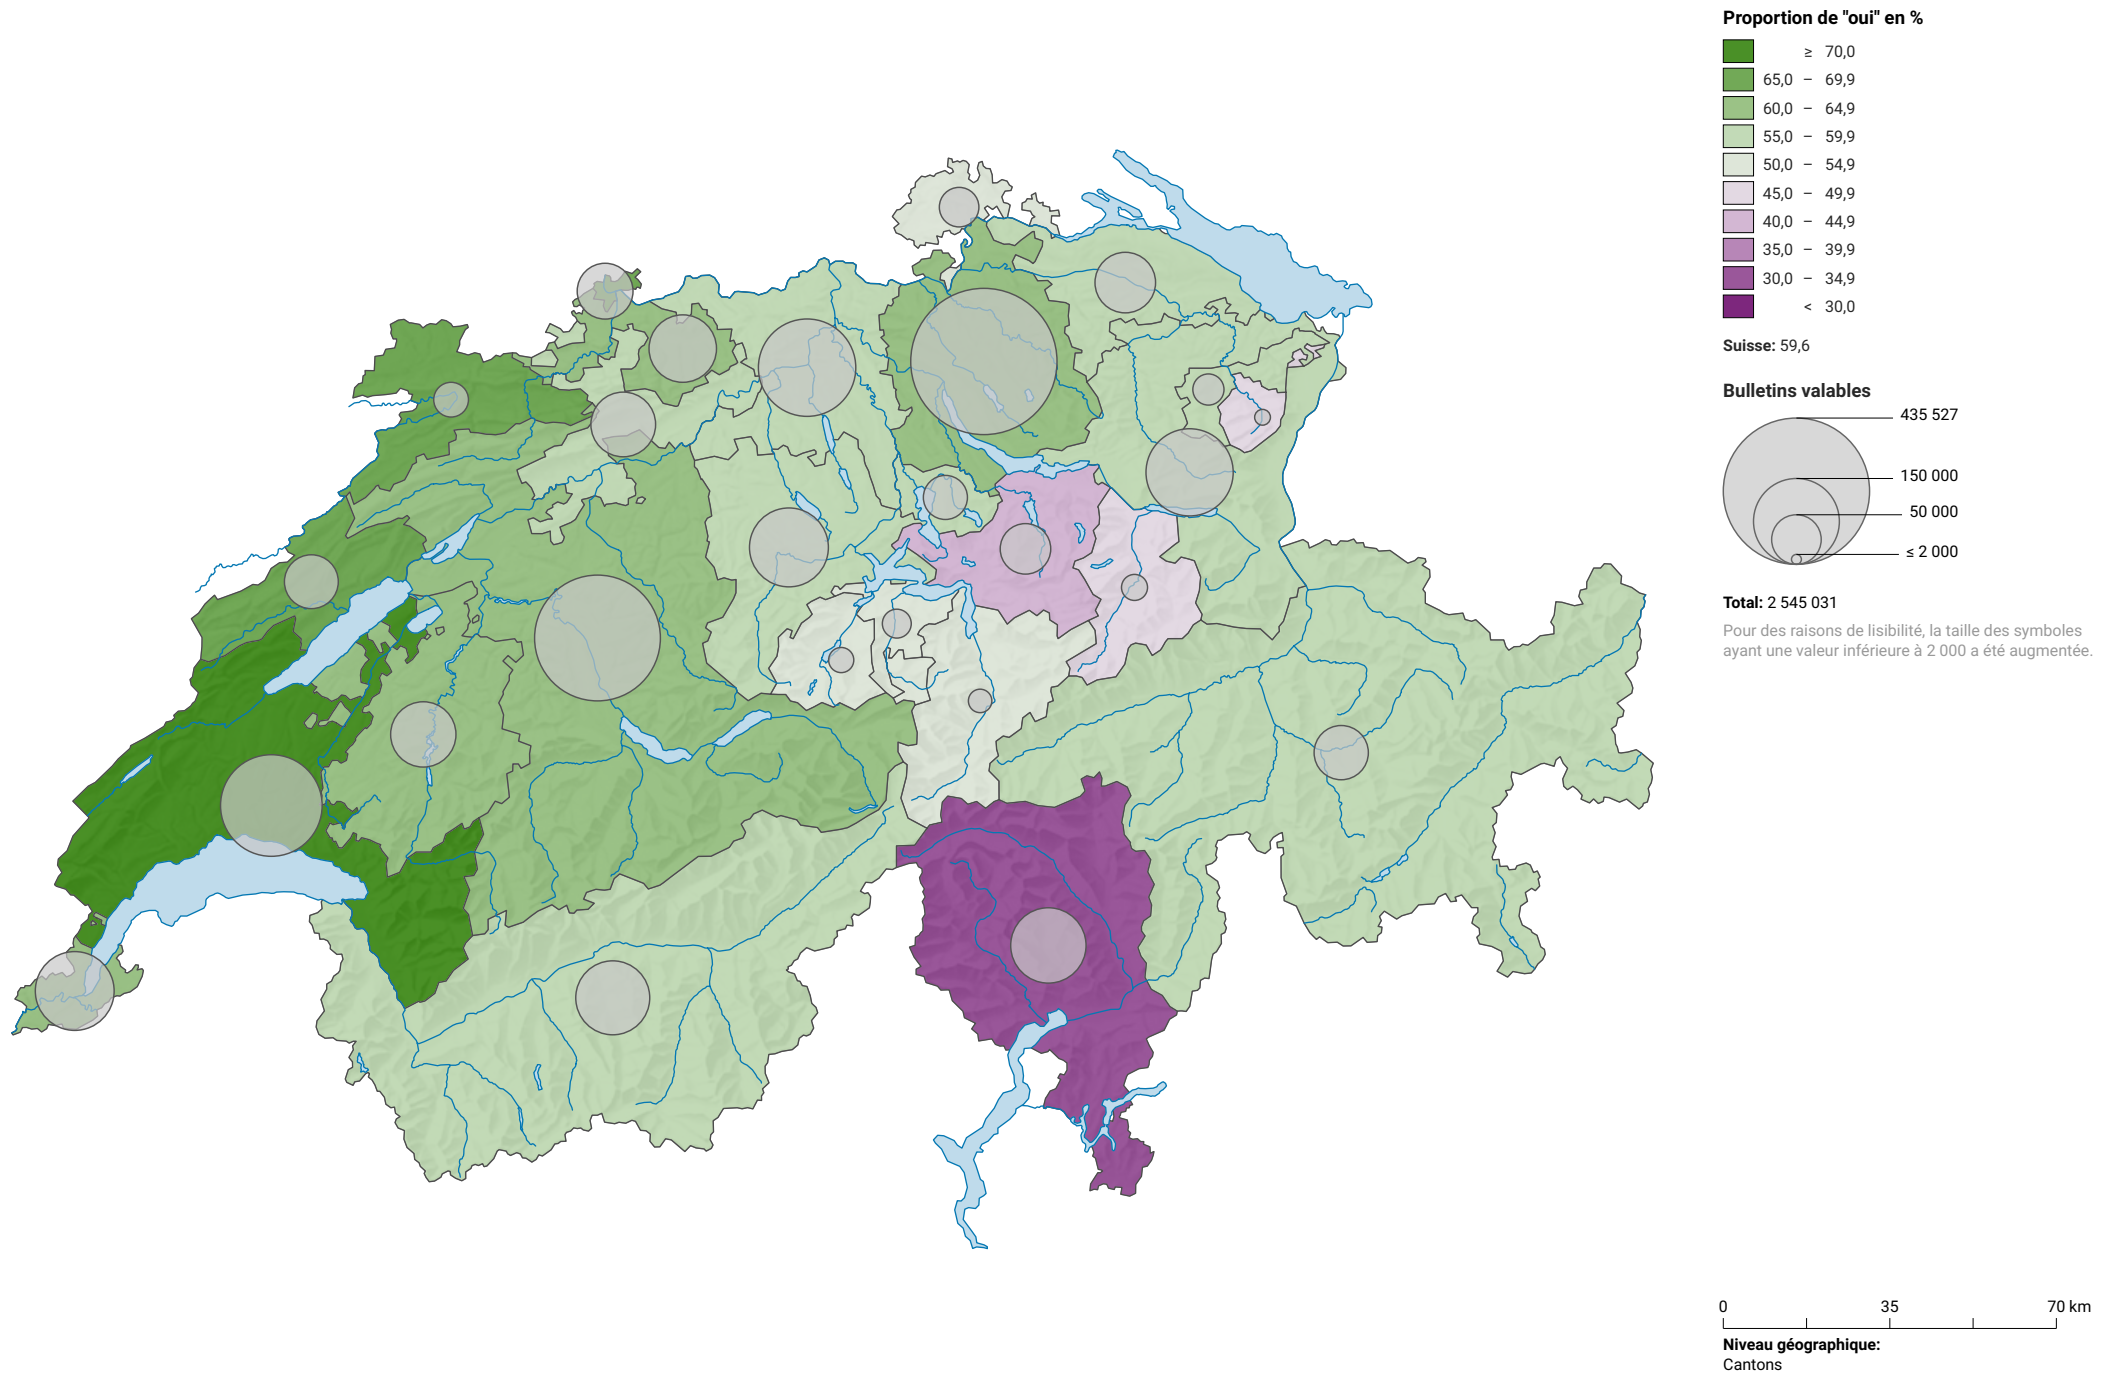 Proportion de "oui" en %
≥ 70,0
65,0 – 69,9
60,0 – 64,9
55,0 – 59,9
50,0 – 54,9
45,0 – 49,9
40,0 – 44,9
35,0 – 39,9
30,0 – 34,9
< 30,0
Suisse: 59,6
Bulletins valables
435 527
150 000
50 000
≤ 2 000
Total: 2 545 031
Pour des raisons de lisibilité, la taille des symboles
ayant une valeur inférieure à 2 000 a été augmentée.
0 35 70 km
Niveau géographique:
Cantons